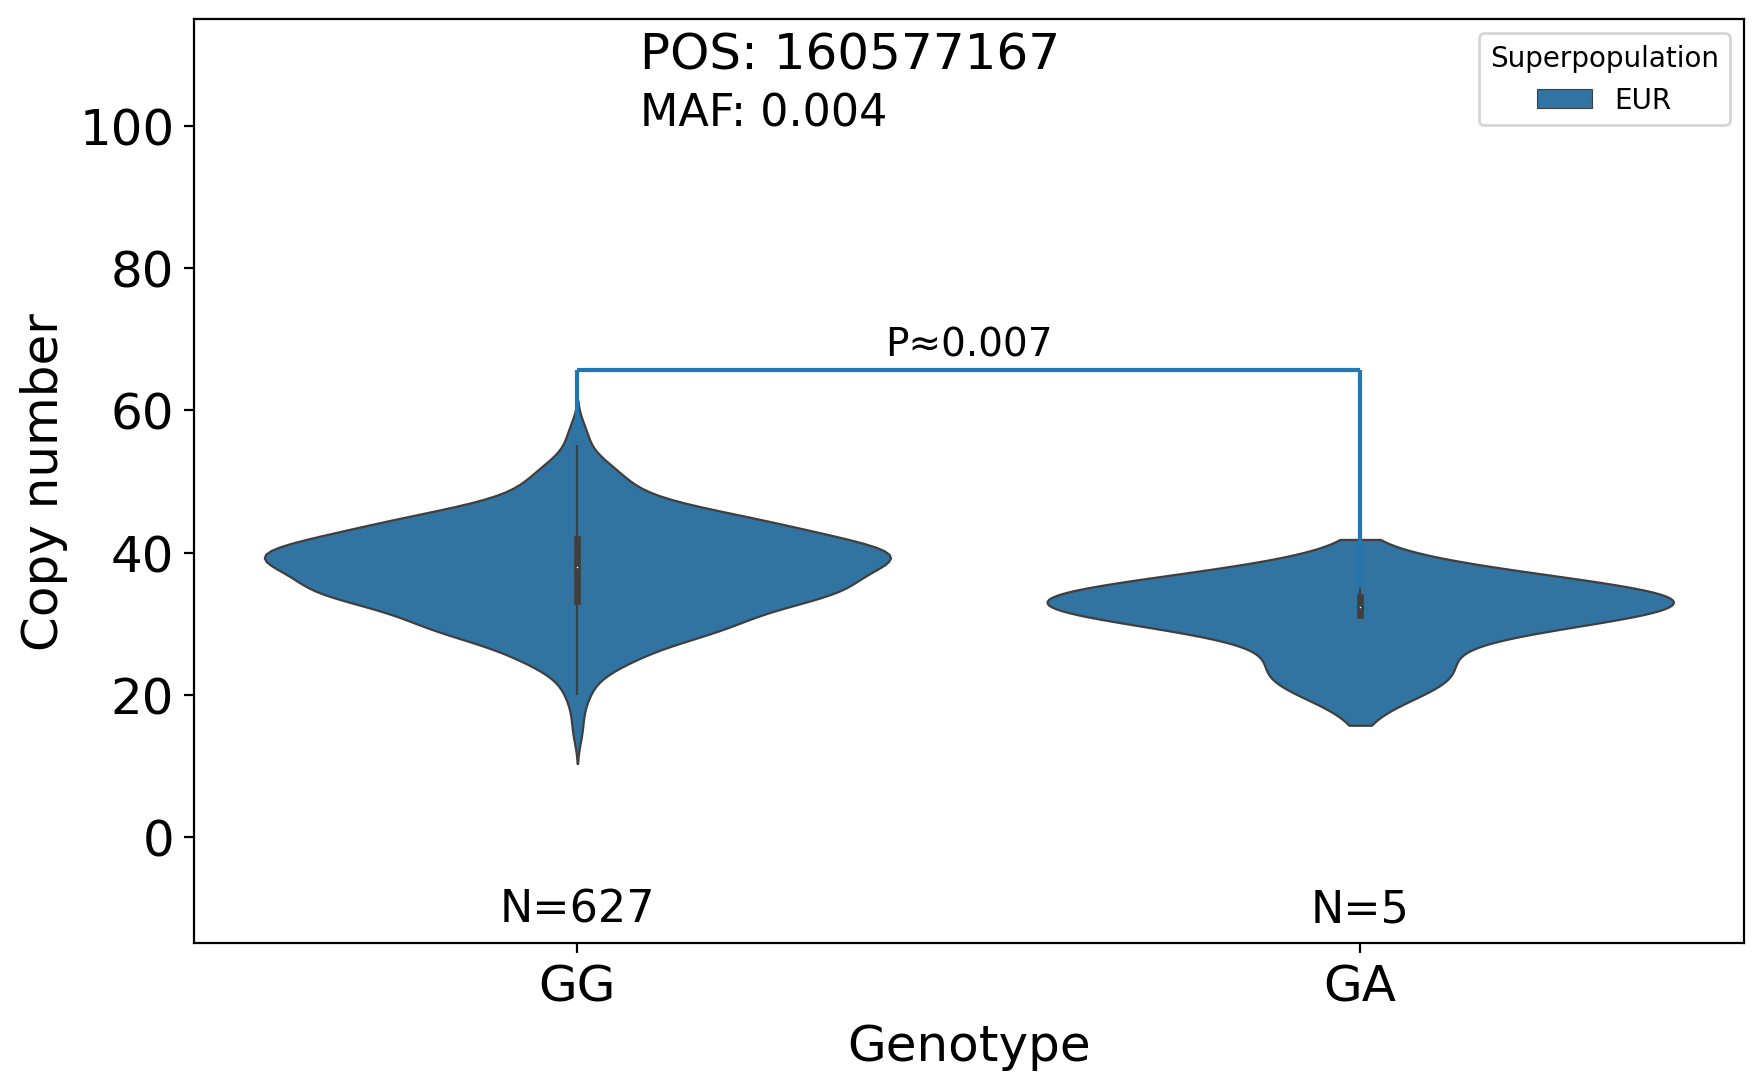 POS: 160577167
MAF: 0.004
Superpopulation
EUR
100
80
60
40
20
0
Copy number
P≈0.007
N=627
N=5
GG
GA
Genotype